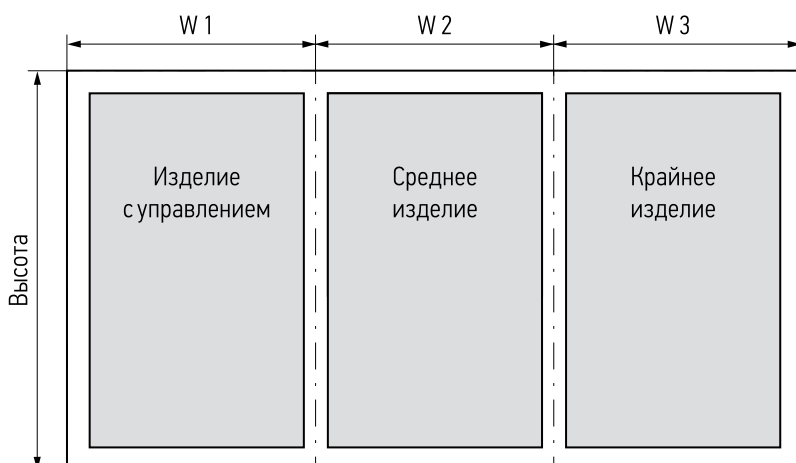 W 1
W 2
W 3
Изделие
с управлением
Среднее
изделие
Крайнее
изделие
Высота